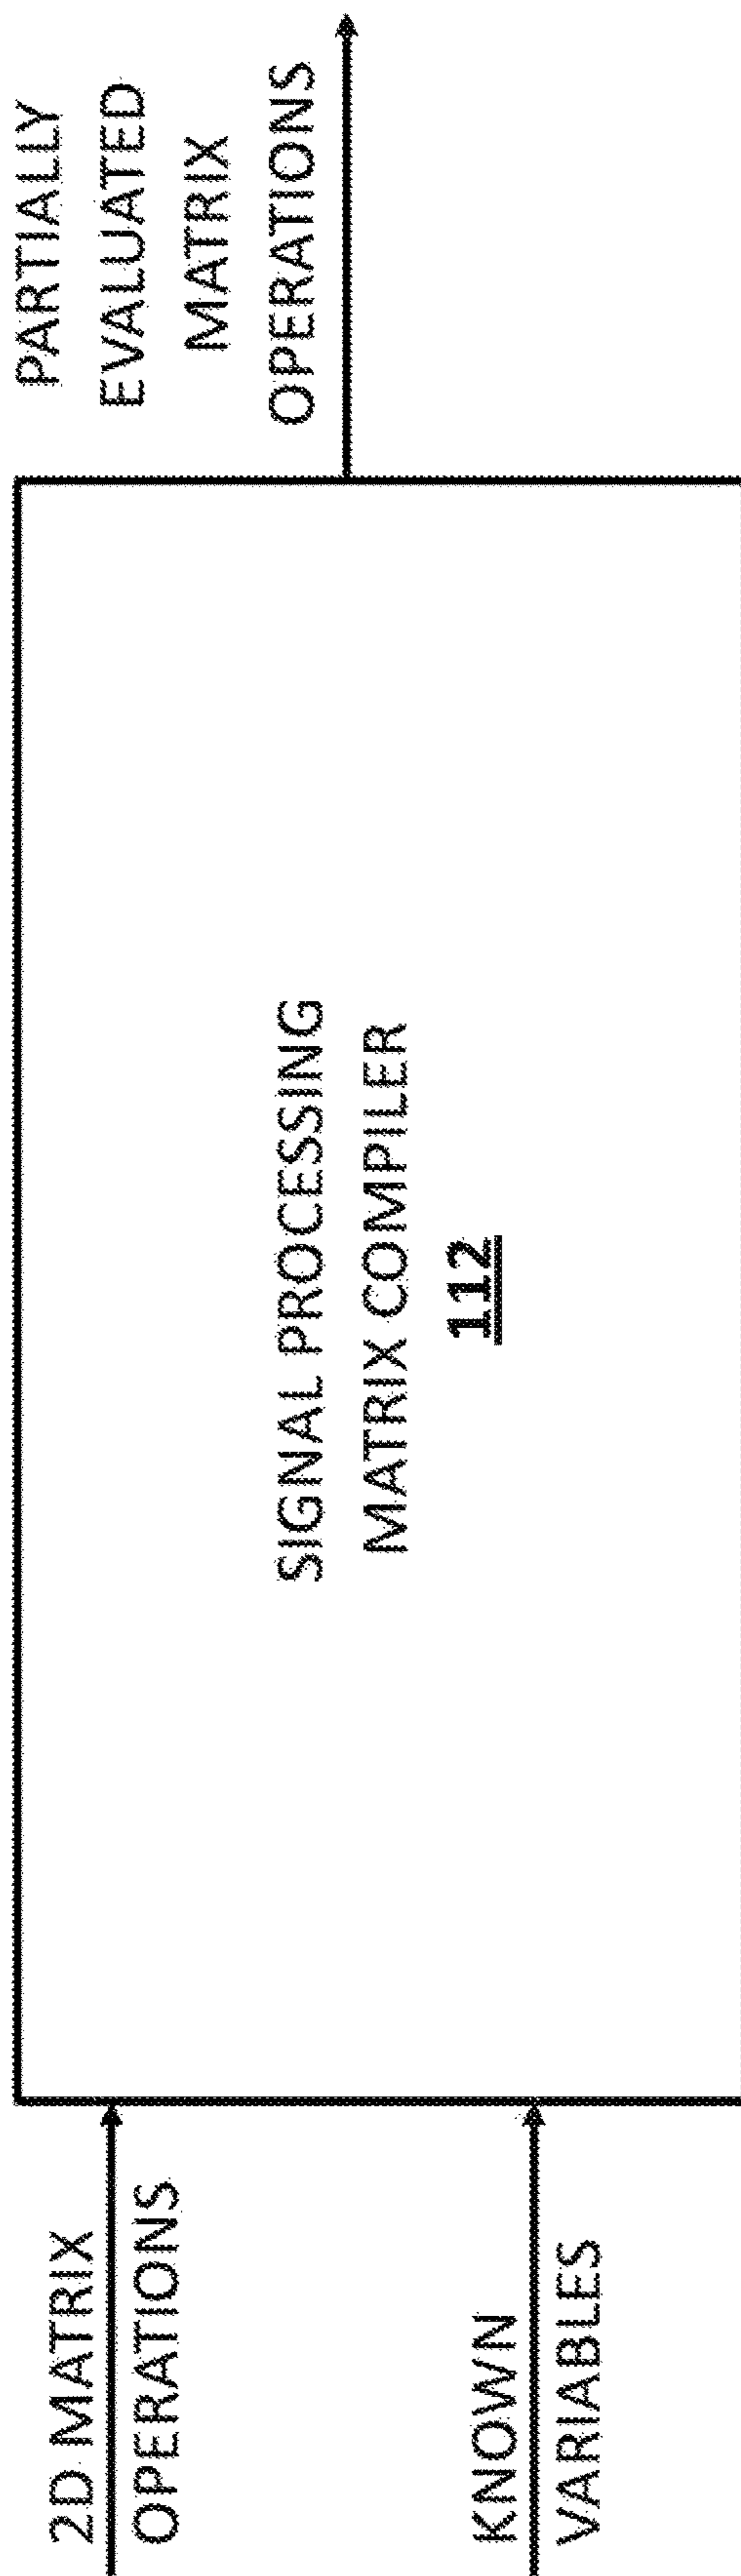 2D MATRIX
OPERATIONS
KNOWN
VARIABLES
SIGNAL PROCESSING
MATRIX COMPILER
112
PARTIALLY
EVALUATED
MATRIX
OPERATIONS